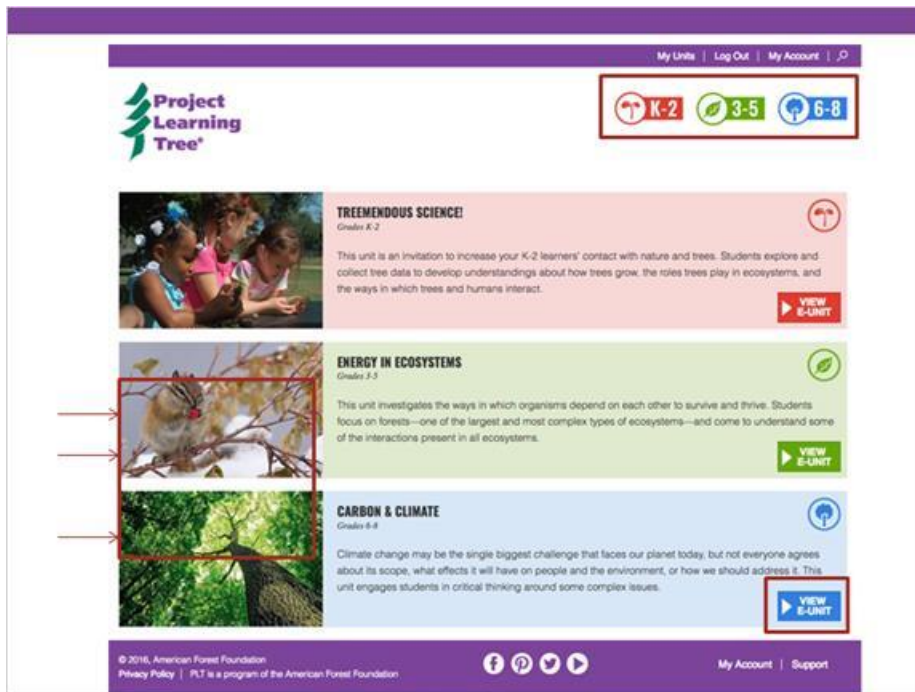 My Units | Log Out | My Account |
Project
Learning
Tree®
K-2 3-5 6-8
TREEMENDOUS SCIENCE!
Grades K-2
This unit is an invitation to increase your K-2 learners' contact with nature and trees. Students explore and
collect tree data to develop understandings about how trees grow, the roles trees play in ecosystems, and
the ways in which trees and humans interact.
VIEW
E-UNIT
ENERGY IN ECOSYSTEMS
Grades 3-5
This unit investigates the ways in which organisms depend on each other to survive and thrive. Students
focus on forests—one of the largest and most complex types of ecosystems—and come to understand some
of the interactions present in all ecosystems.
VIEW
E-UNIT
CARBON & CLIMATE
Grades 6-8
Climate change may be the single biggest challenge that faces our planet today, but not everyone agrees
about its scope, what effects it will have on people and the environment, or how we should address it. This
unit engages students in critical thinking around some complex issues.
VIEW
E-UNIT
© 2016, American Forest Foundation
Privacy Policy | PLT is a program of the American Forest Foundation
My Account | Support